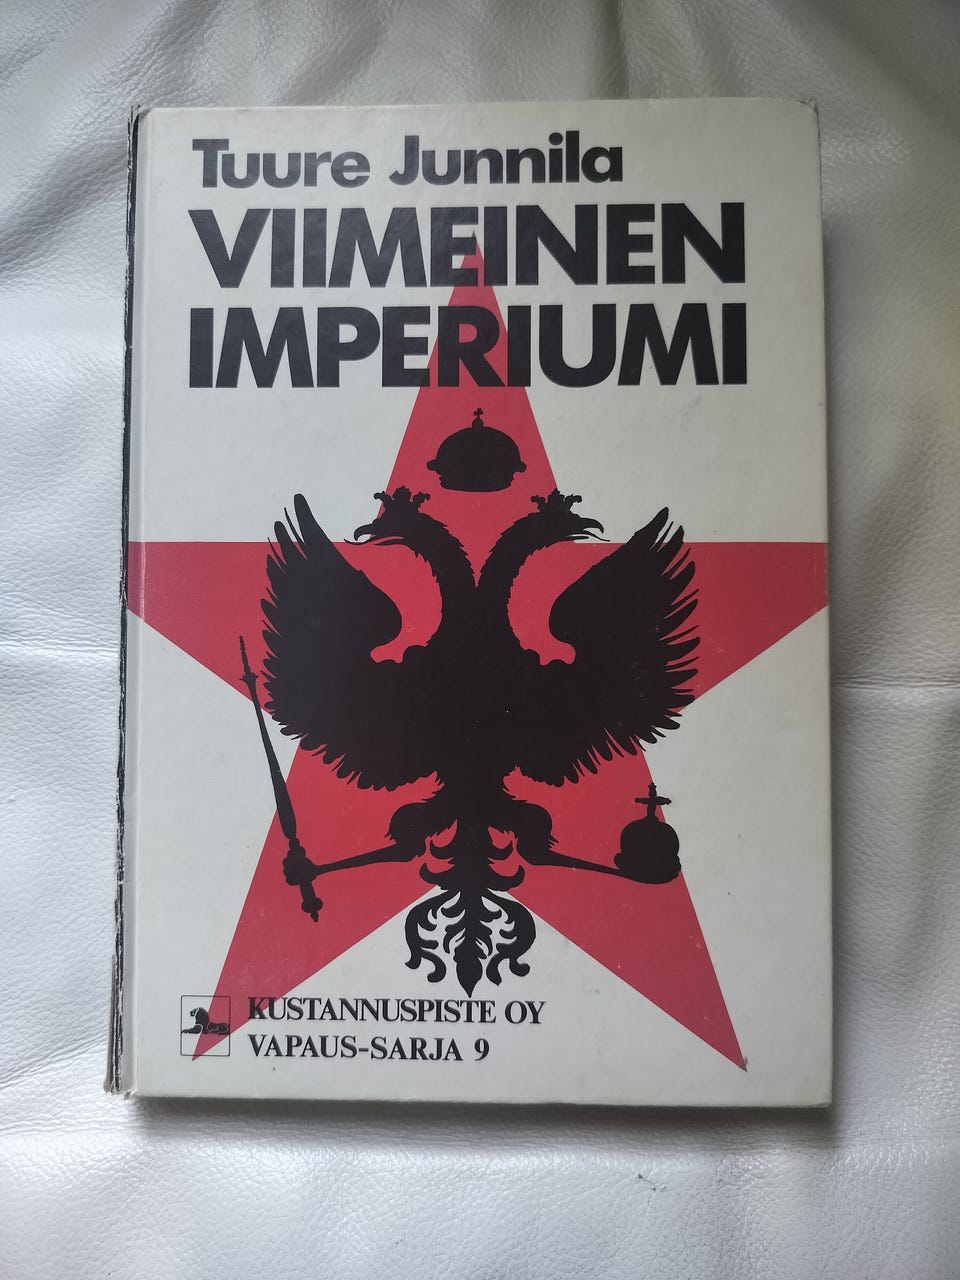 Tuure Junnila
VIIMEINEN
IMPERIUMI
KUSTANNUSPISTE OY
VAPAUS-SARJA 9